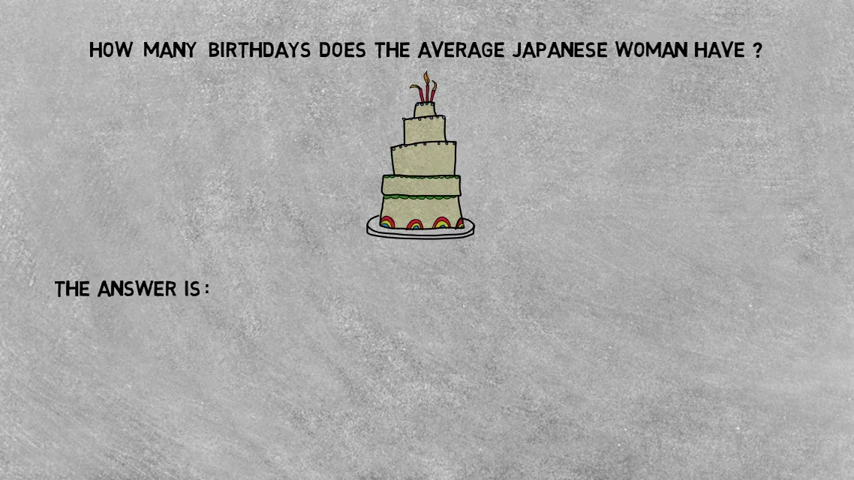 HOW MANY BIRTHDAYS DOES THE AVERAGE JAPANESE WOMAN HAVE ?
THE ANSWER IS :